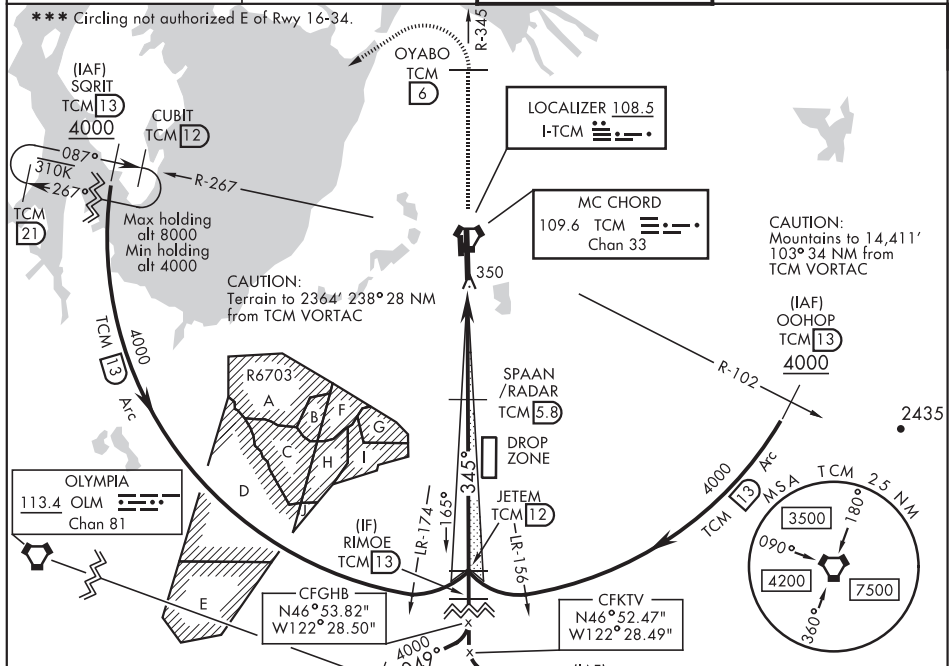 *** Circling not authorized E of Rwy 16-34.
R-345
OYABO
TCM
6
(IAF)
SQRIT
TCM 13
4000
CUBIT
TCM 12
087°
310K
267°
R-267
TCM
21
Max holding
alt 8000
Min holding
alt 4000
LOCALIZER 108.5
I-TCM
MC CHORD
109.6 TCM
Chan 33
350
CAUTION:
Terrain to 2364' 238° 28 NM
from TCM VORTAC
CAUTION:
Mountains to 14,411'
103° 34 NM from
TCM VORTAC
(IAF)
OOHOP
TCM 13
4000
R-102
2435
4000
TCM 13 Arc
R6703
A
B
F
G
C
H
I
D
J
E
SPAAN
/RADAR
TCM 5.8
DROP
ZONE
345°
JETEM
TCM 12
4000
TCM 13 Arc
OLYMPIA
113.4 OLM
Chan 81
(IF)
RIMOE
TCM 13
LR-174
165°
LR-156
CFGHB
N46° 53.82"
W122° 28.50"
CFKTV
N46° 52.47"
W122° 28.49"
x
x
4000
049°
(IAF)
MSA TCM 25 NM
3500
180°
090°
4200
7500
360°